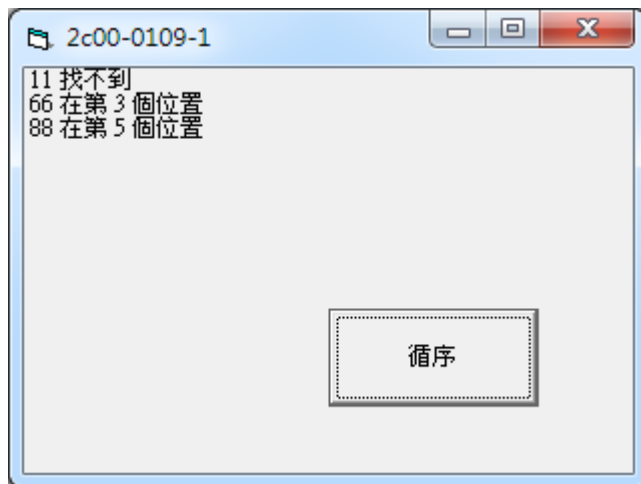 2c00-0109-1
11 找不到
66 在第 3 個位置
88 在第 5 個位置
循序